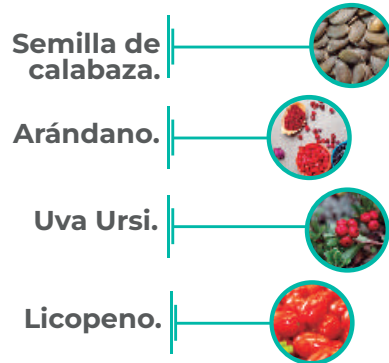 Semilla de
calabaza.
Arándano.
Uva Ursi.
Licopeno.